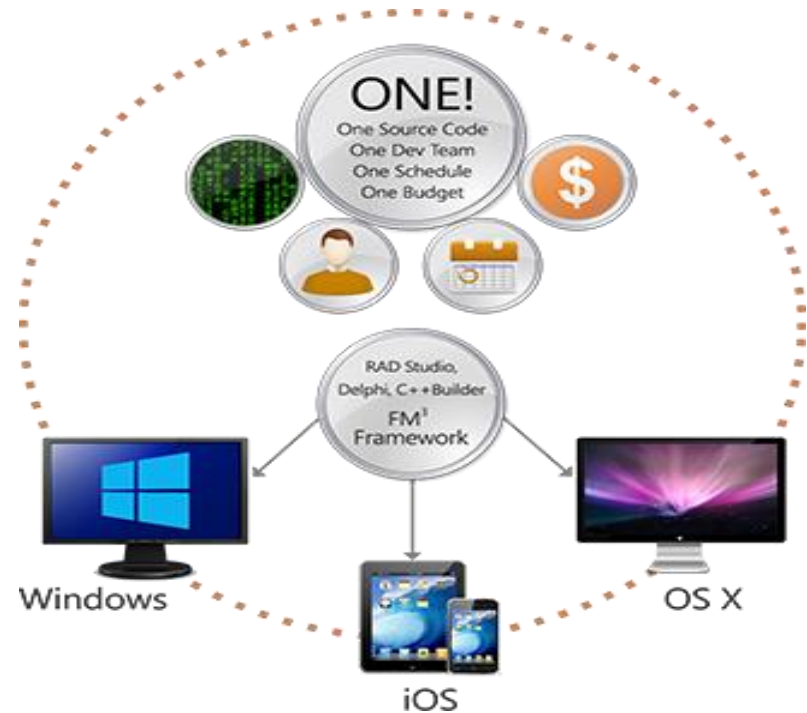 ONE!
One Source Code
One Dev Team
One Schedule
One Budget
$
RAD Studio,
Delphi, C++Builder
FM³
Framework
Windows
OS X
iOS